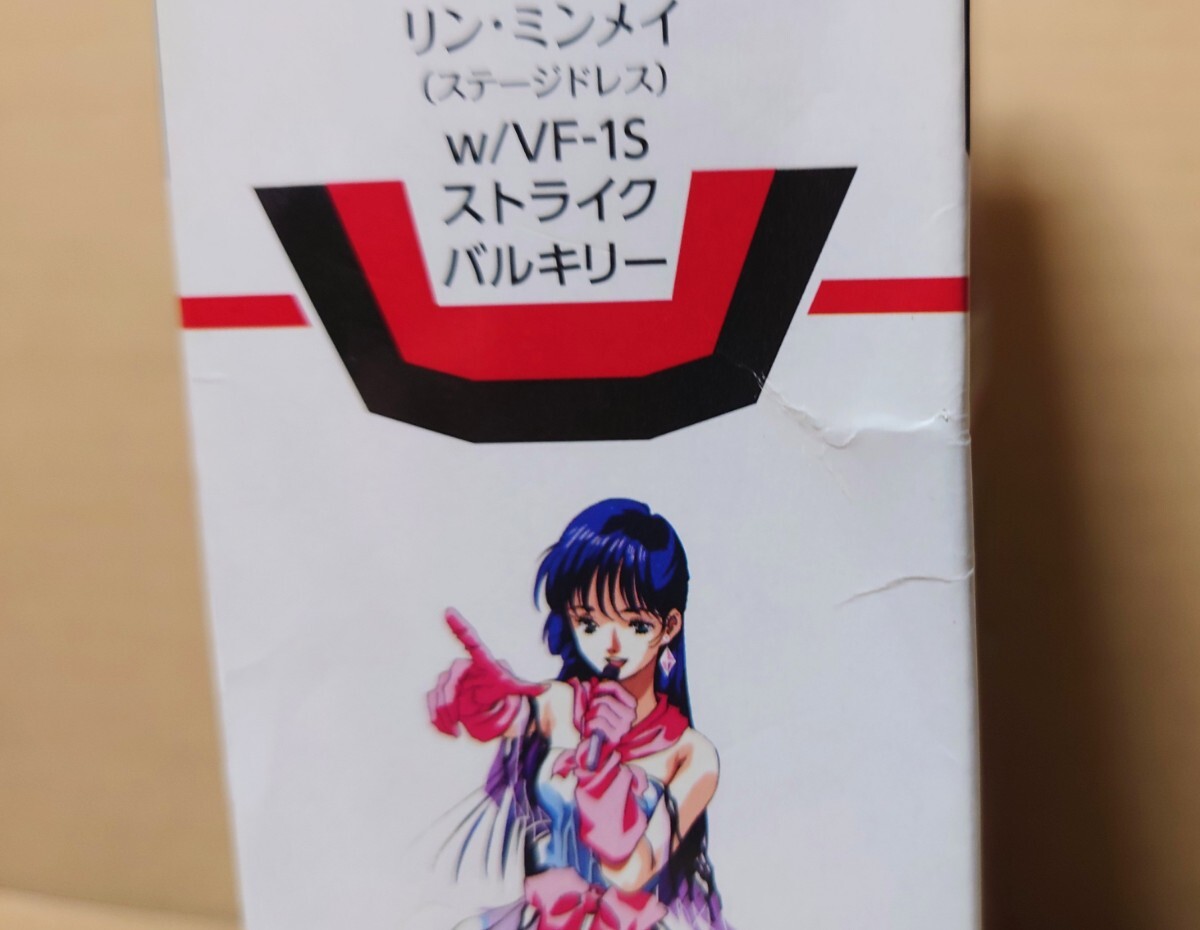 リン・ミンメイ
(ステージドレス)
w/VF-1S
ストライク
バルキリー